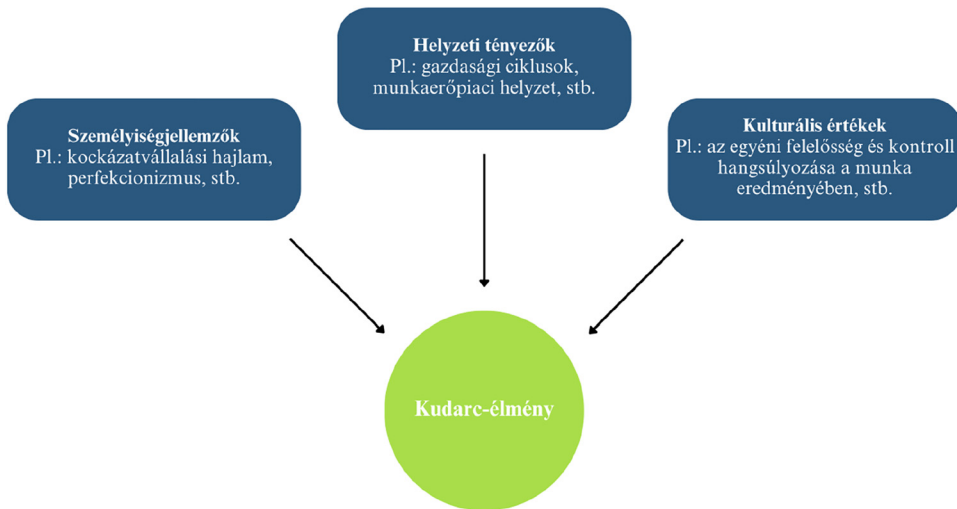 Helyzeti tényezők
Pl.: gazdasági ciklusok,
munkaerőpiaci helyzet, stb.
Személyiségjellemzők
Pl.: kockázatvállalási hajlam,
perfekcionizmus, stb.
Kulturális értékek
Pl.: az egyéni felelősség és kontroll
hangsúlyozása a munka
eredményében, stb.
Kudarc-élmény